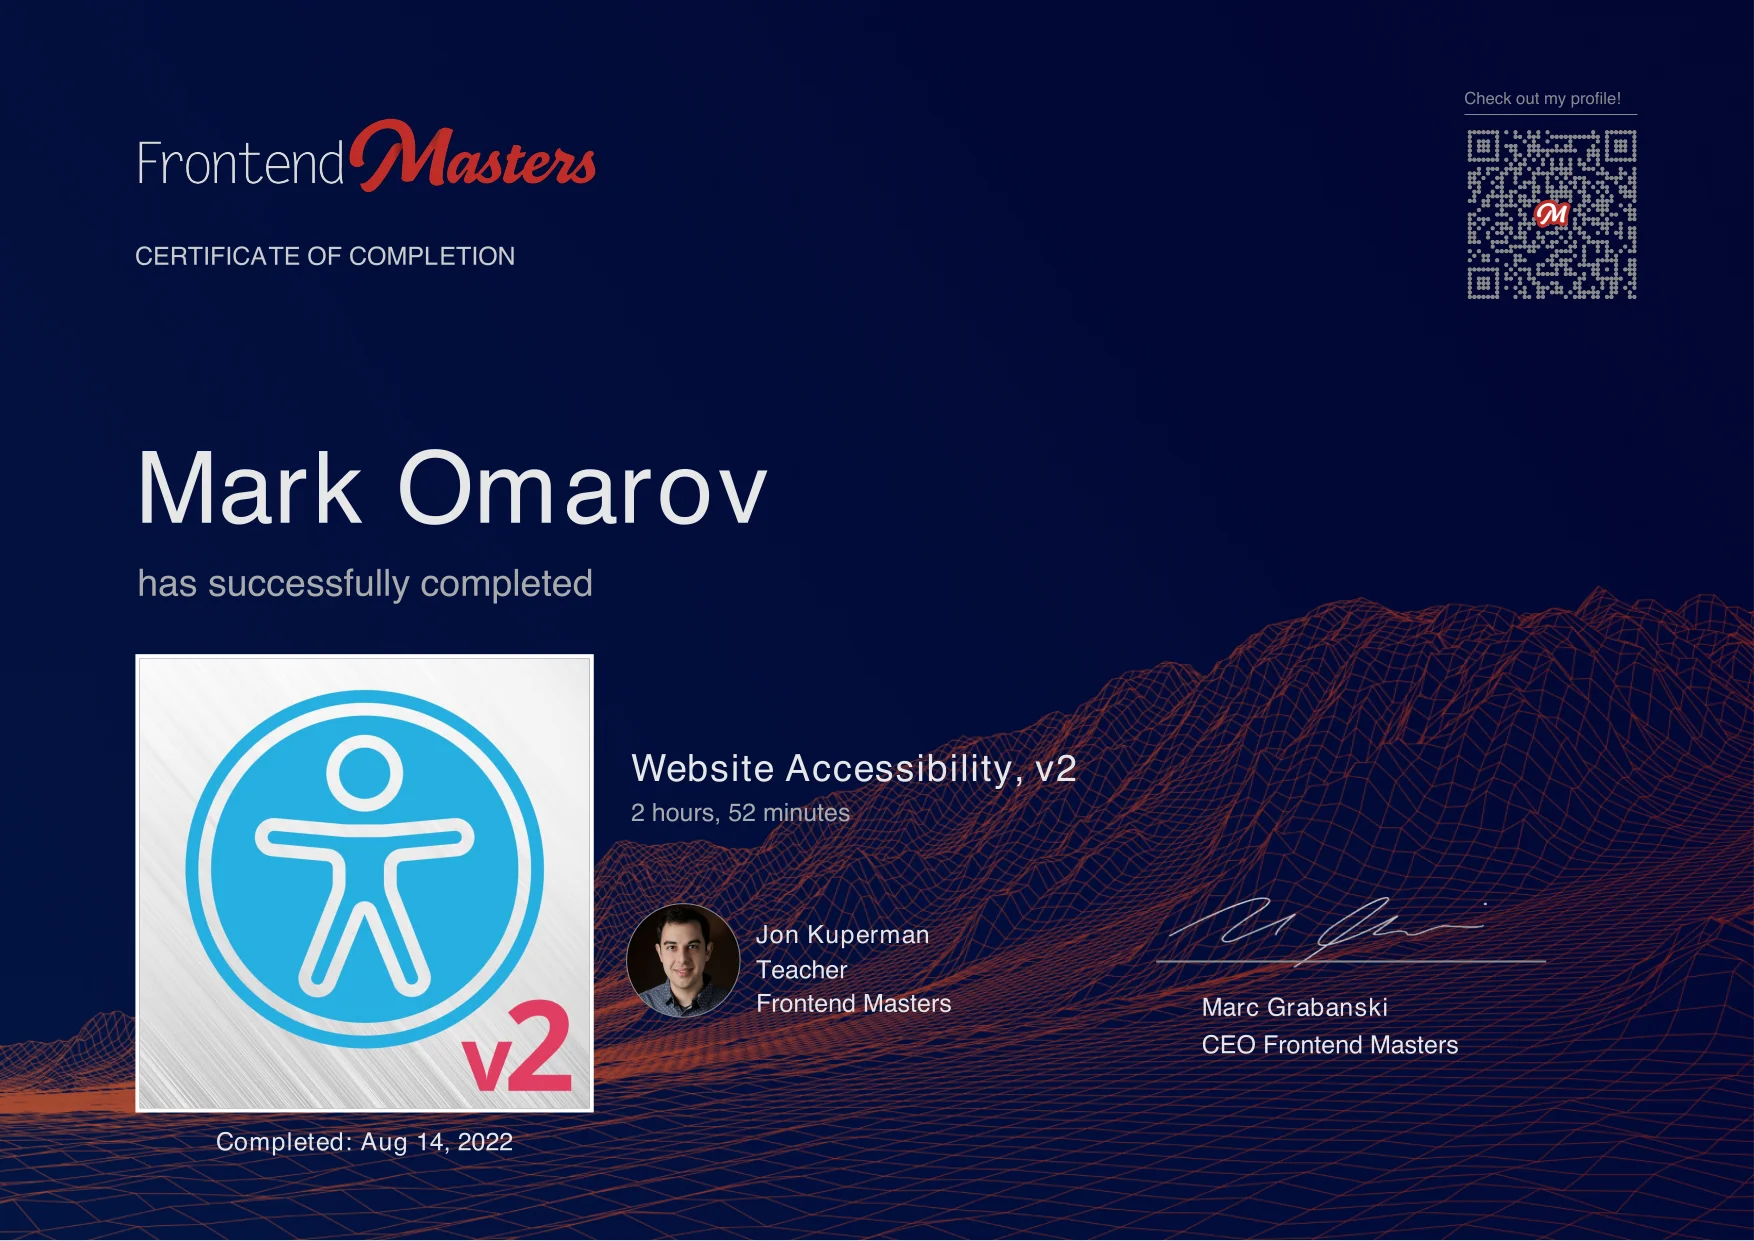 Check out my profile!
Frontend Masters
M
CERTIFICATE OF COMPLETION
Mark Omarov
has successfully completed
v2
Website Accessibility, v2
2 hours, 52 minutes
Jon Kuperman
Teacher
Frontend Masters
Marc Grabanski
CEO Frontend Masters
Completed: Aug 14, 2022